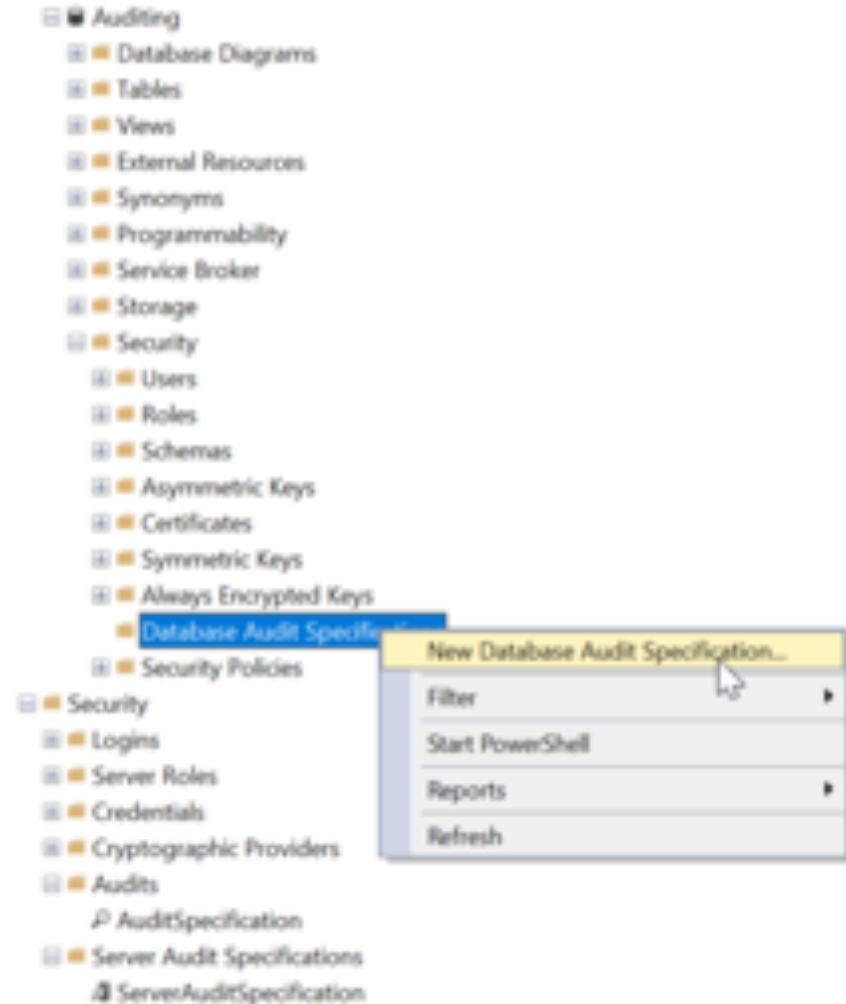 Auditing
Database Diagrams
Tables
Views
External Resources
Synonyms
Programmability
Service Broker
Storage
Security
Users
Roles
Schemas
Asymmetric Keys
Certificates
Symmetric Keys
Always Encrypted Keys
Database Audit
New Database Audit Specification...
Security Policies
Filter
Security
Logins
Start PowerShell
Server Roles
Reports
Credentials
Refresh
Cryptographic Providers
Audits
AuditSpecification
Server Audit Specifications
ServerAuditSpecification